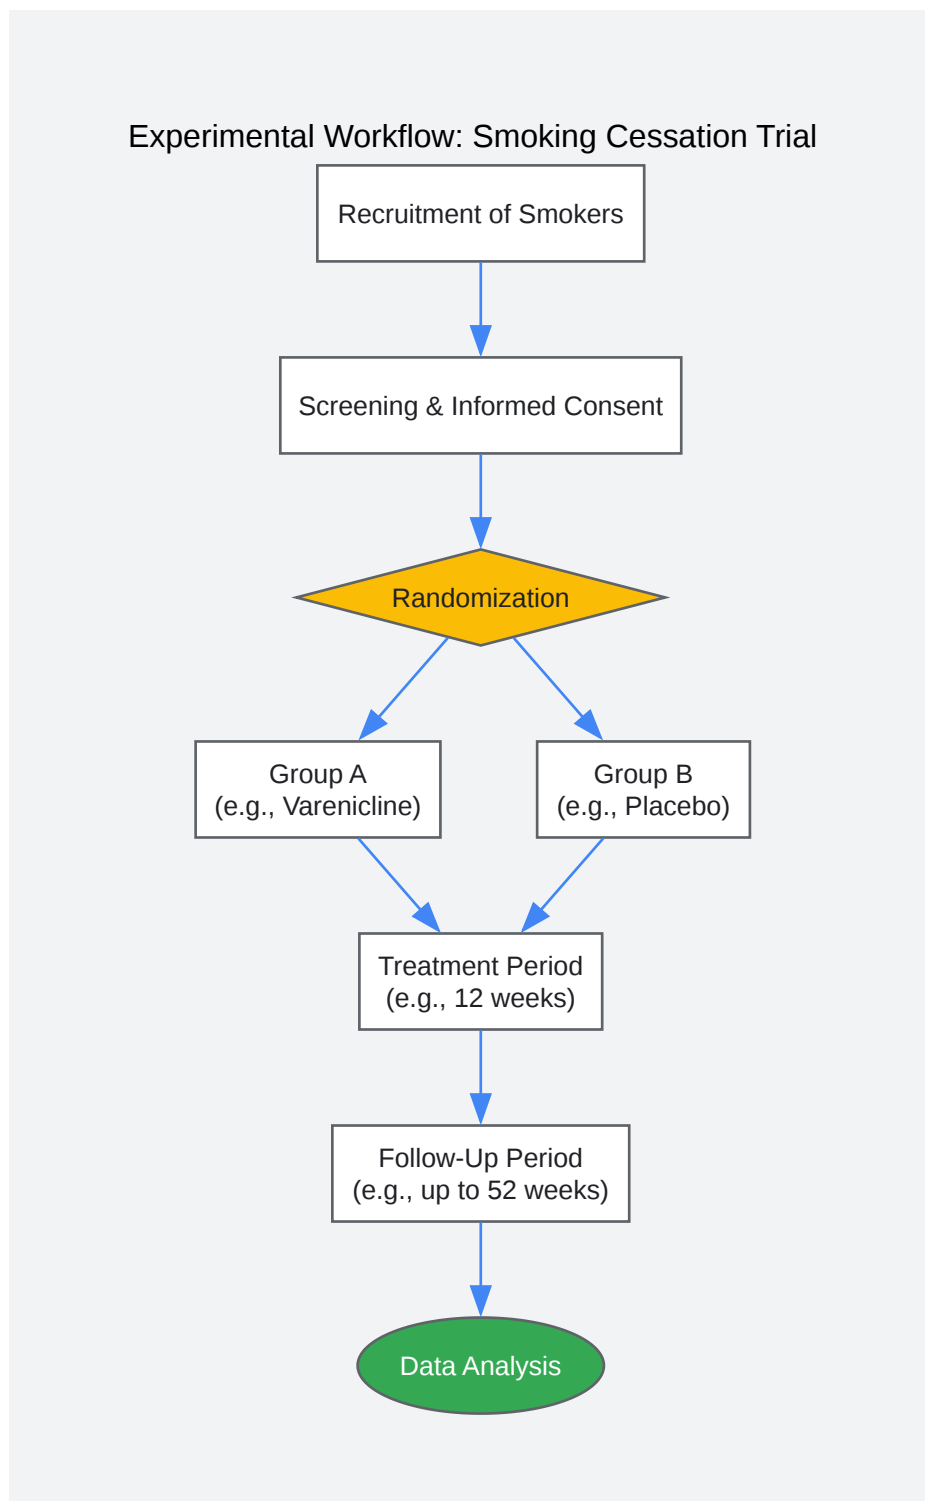 Experimental Workflow: Smoking Cessation Trial
Recruitment of Smokers
Screening & Informed Consent
Randomization
Group A
(e.g., Varenicline)
Group B
(e.g., Placebo)
Treatment Period
(e.g., 12 weeks)
Follow-Up Period
(e.g., up to 52 weeks)
Data Analysis